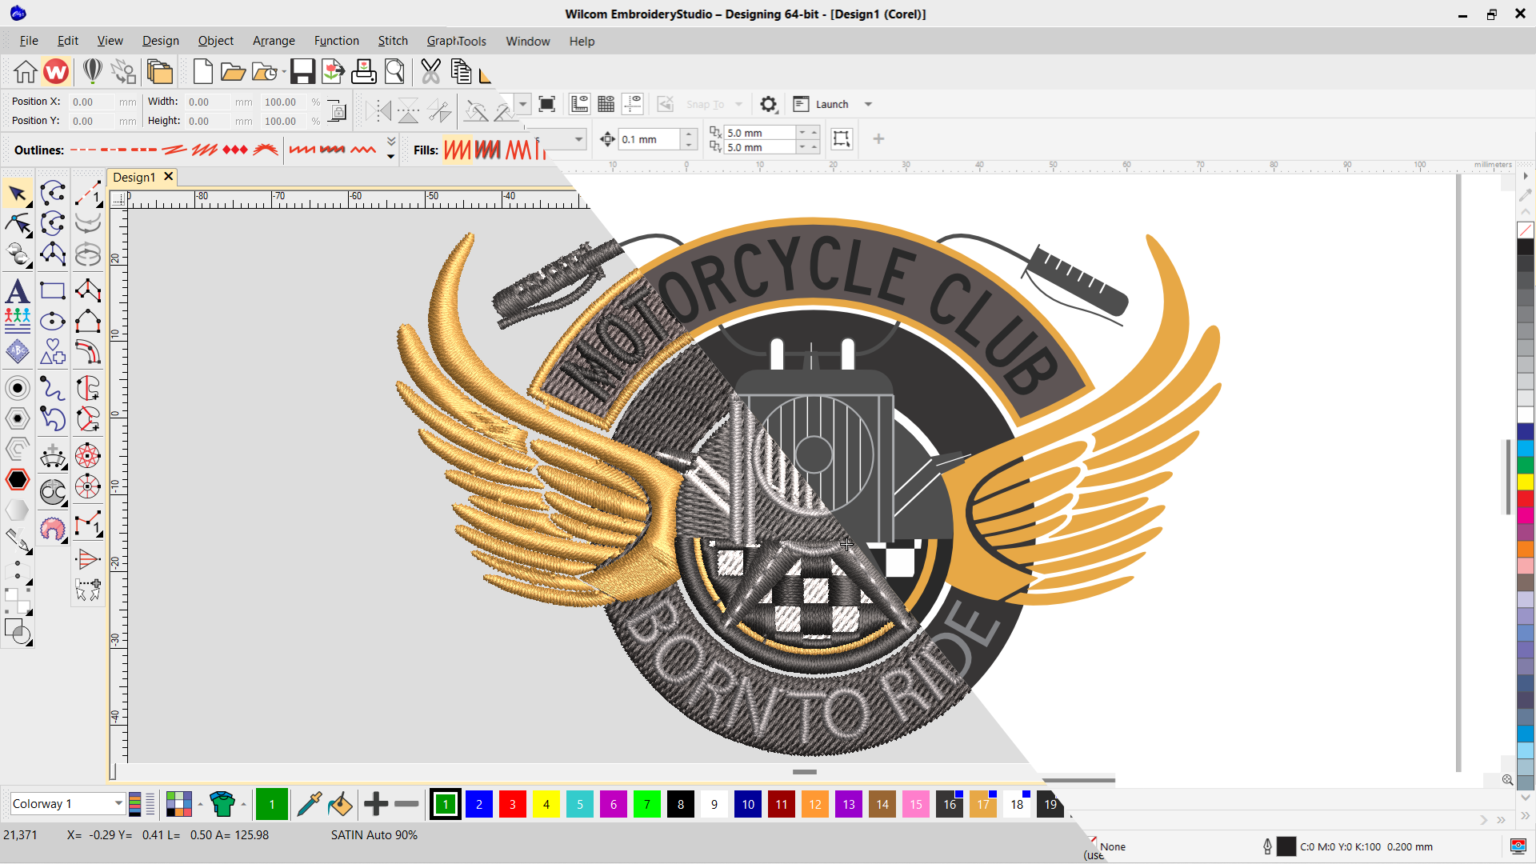 Wilcom EmbroideryStudio – Designing 64-bit - [Design1 (Corel)]
File Edit View Design Object Arrange Function Stitch Graph Tools Window Help
Position X: 0.00 mm Width: 0.00 mm 100.00 %
Position Y: 0.00 mm Height: 0.00 mm 100.00 %
Snap To Launch
0.1 mm 5.0 mm
5.0 mm
Outlines: Fills:
10 0 10 20 30 40 50 60 70 80 90 100 millimeters
Design1
-80 -70 -60 -50 -40
20
10
0
-10
-20
-30
-40
MOTORCYCLE CLUB
BORN TO RIDE
Colorway 1 1 1 2 3 4 5 6 7 8 9 10 11 12 13 14 15 16 17 18 19
21,371 X= -0.29 Y= 0.41 L= 0.50 A= 125.98 SATIN Auto 90%
None C:0 M:0 Y:0 K:100 0.200 mm
(use